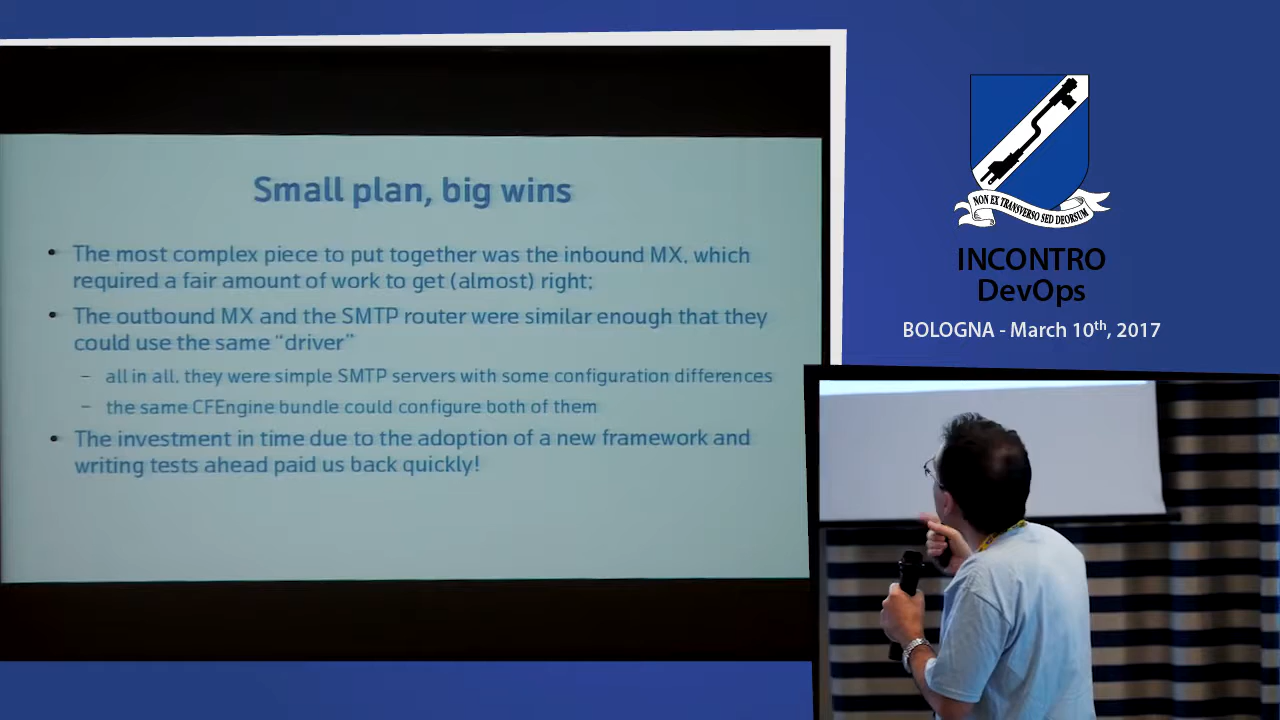 Small plan, big wins
• The most complex piece to put together was the inbound MX, which
required a fair amount of work to get (almost) right;
• The outbound MX and the SMTP router were similar enough that they
could use the same “driver”
– all in all, they were simple SMTP servers with some configuration differences
– the same CFEngine bundle could configure both of them
• The investment in time due to the adoption of a new framework and
writing tests ahead paid us back quickly!
NON EX TRANSVERSO SED DEORSUM
INCONTRO
DevOps
BOLOGNA - March 10th, 2017